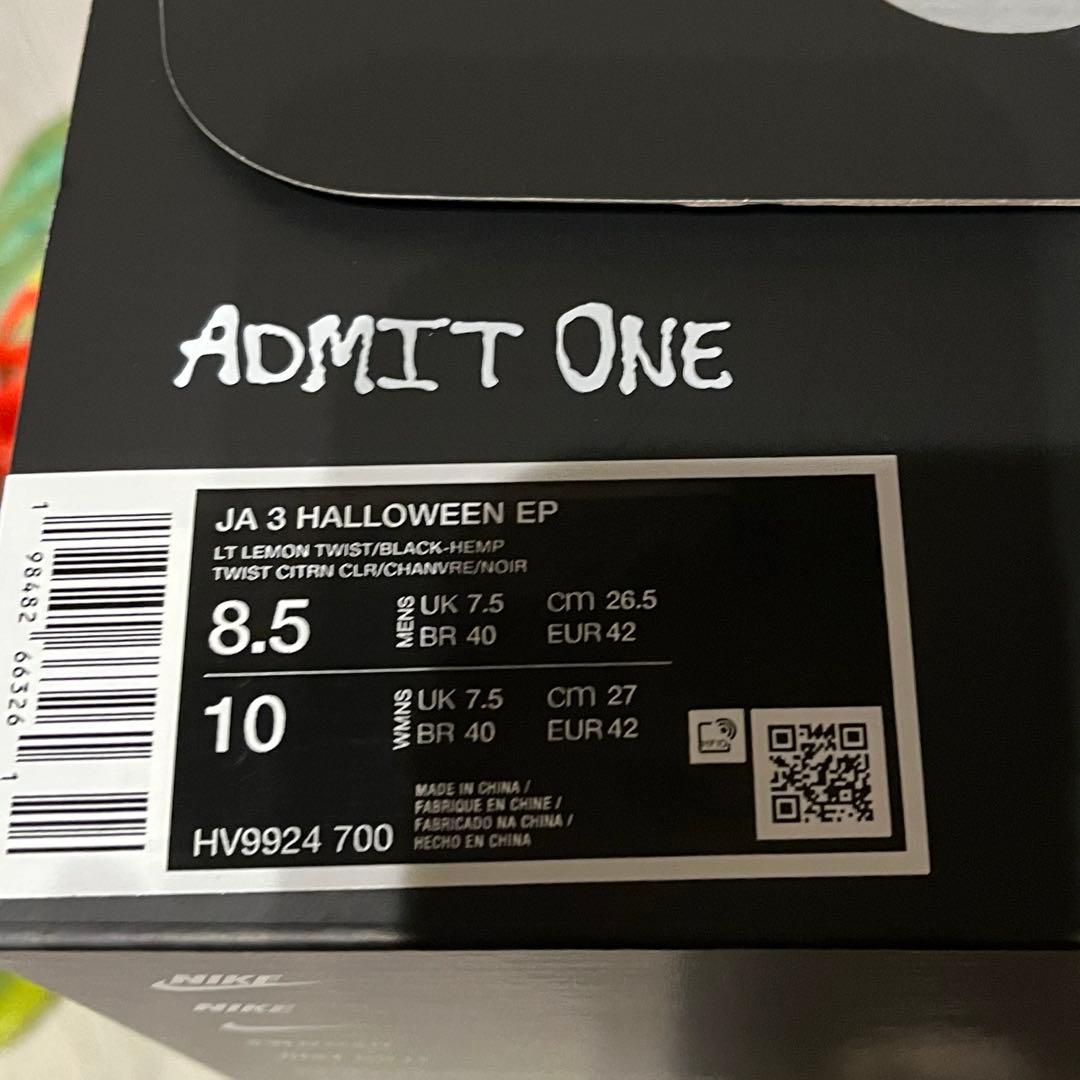 ADMIT ONE
JA 3 HALLOWEEN EP
LT LEMON TWIST/BLACK-HEMP
TWIST CITRN CLR/CHANVRE/NOIR
8.5 MENS UK 7.5 cm 26.5
BR 40 EUR 42
10 WMNS UK 7.5 cm 27
BR 40 EUR 42
MADE IN CHINA /
FABRIQUE EN CHINE /
FABRICADO NA CHINA /
HECHO EN CHINA
HV9924 700
1 98482 66326 1
NIKE
NIKE